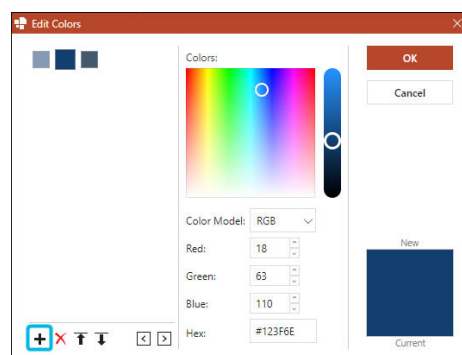 Edit Colors
Colors:
OK
Cancel
Color Model: RGB
Red: 18
Green: 63
Blue: 110
Hex: #123F6E
New
Current